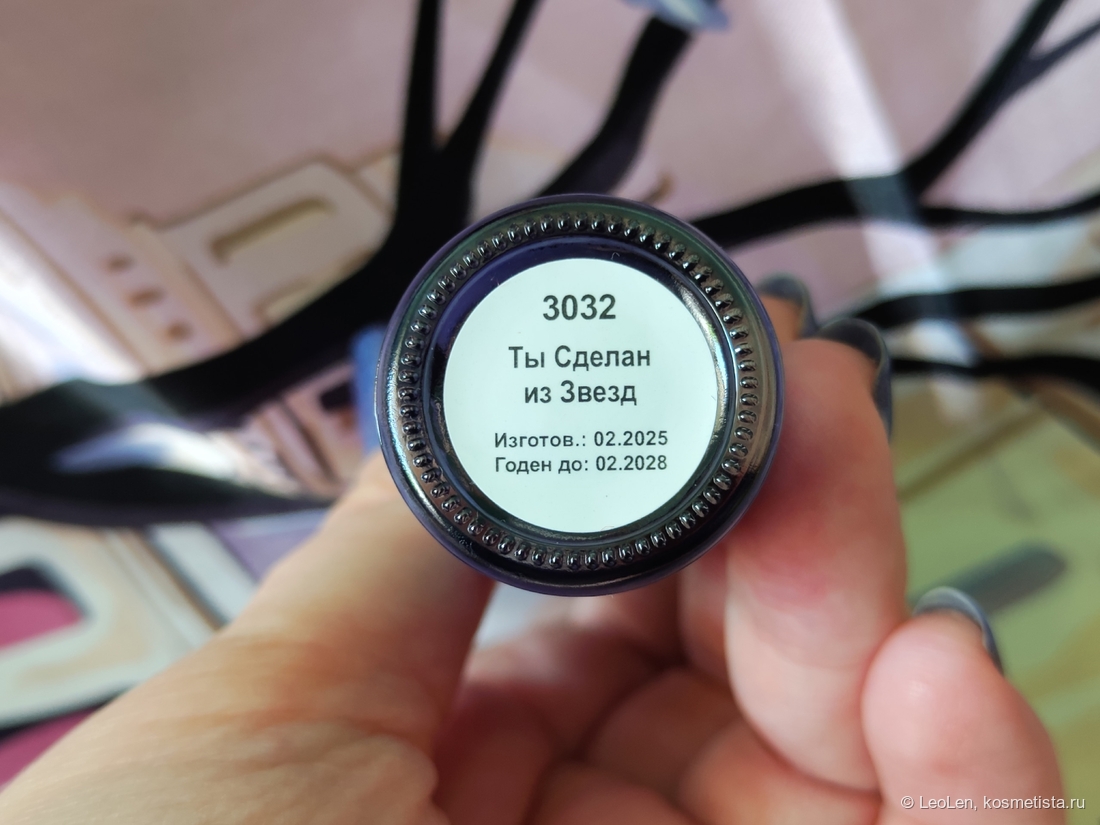 3032
Ты Сделан
из Звезд
Изготов.: 02.2025
Годен до: 02.2028
© LeoLen, kosmetista.ru